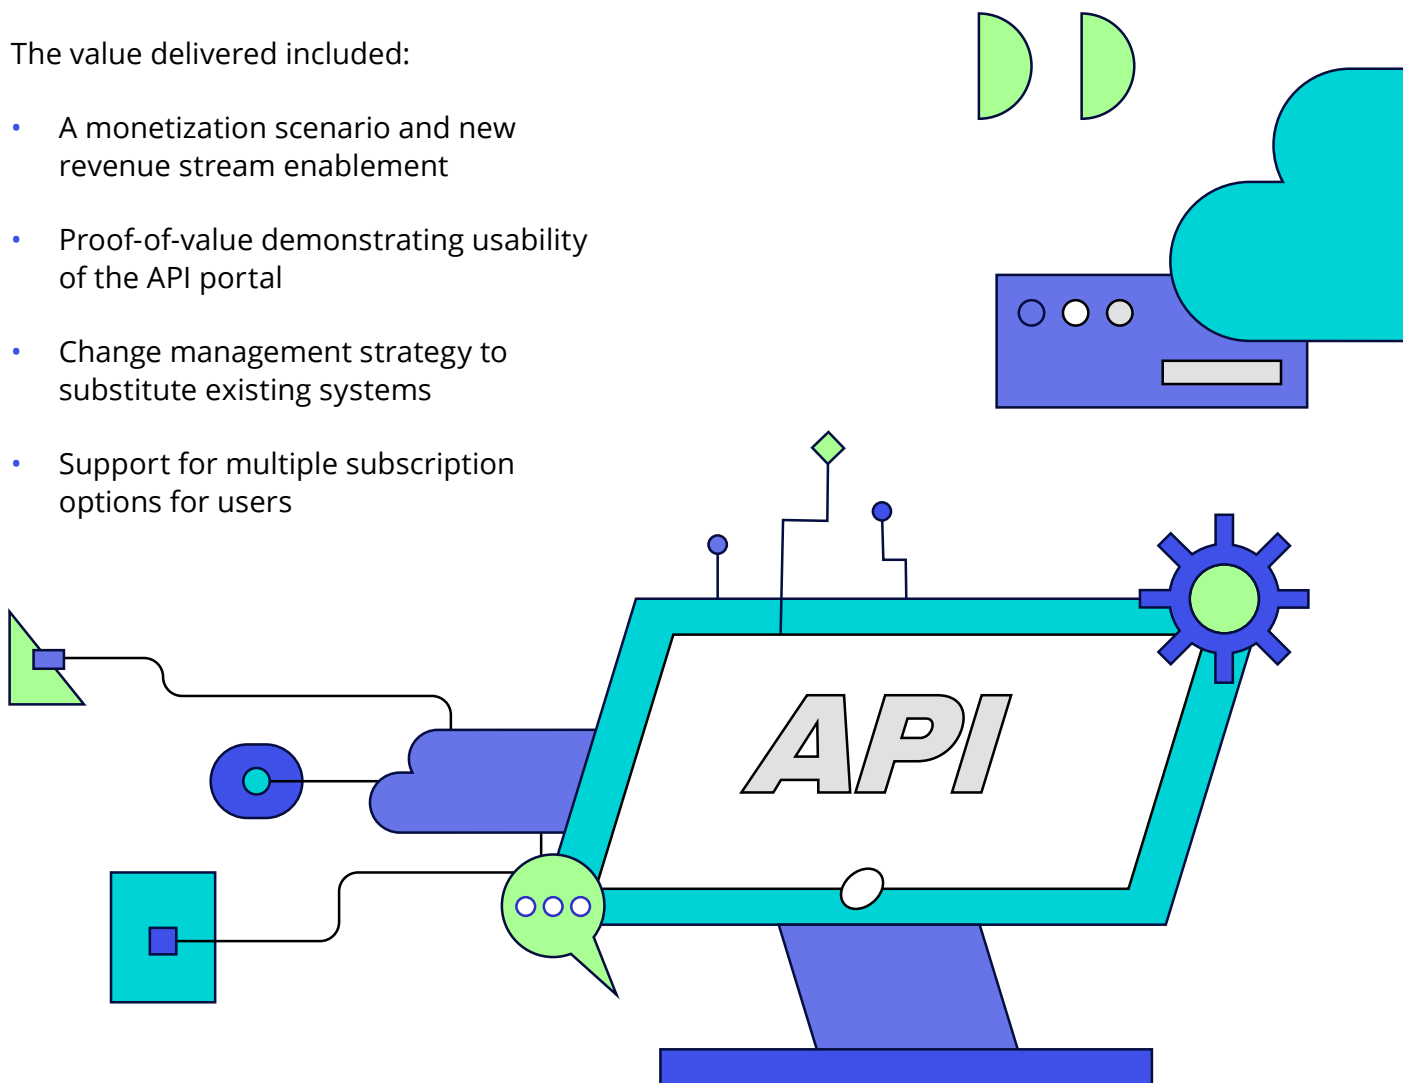 The value delivered included:
• A monetization scenario and new
revenue stream enablement
• Proof-of-value demonstrating usability
of the API portal
• Change management strategy to
substitute existing systems
• Support for multiple subscription
options for users
API